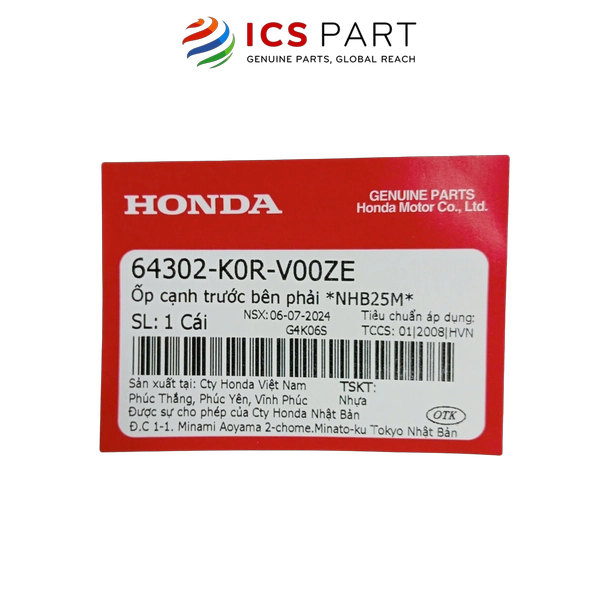 ICS PART
GENUINE PARTS, GLOBAL REACH
HONDA
GENUINE PARTS
Honda Motor Co., Ltd.
64302-K0R-V00ZE
Ốp cạnh trước bên phải *NHB25M*
SL: 1 Cái
NSX: 06-07-2024
Tiêu chuẩn áp dụng:
G4K06S
TCCS: 01|2008|HVN
Sản xuất tại: Cty Honda Việt Nam
TSKT:
Phúc Thắng, Phúc Yên, Vĩnh Phúc
Nhựa
Được sự cho phép của Cty Honda Nhật Bản
OTK
Đ.C 1-1. Minami Aoyama 2-chome.Minato-ku Tokyo Nhật Bản